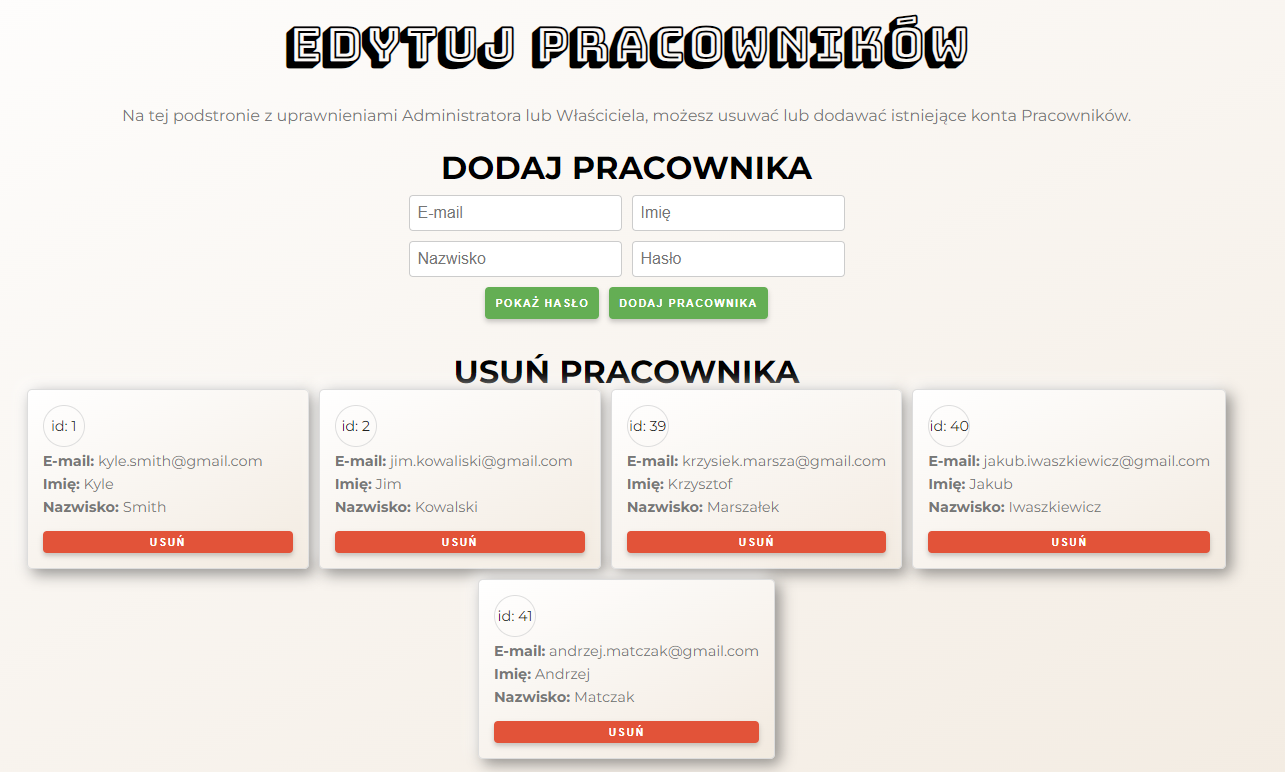 EDYTUJ PRACOWNIKÓW
Na tej podstronie z uprawnieniami Administratora lub Właściciela, możesz usuwać lub dodawać istniejące konta Pracowników.
DODAJ PRACOWNIKA
E-mail Imię
Nazwisko Hasło
POKAŻ HASŁO DODAJ PRACOWNIKA
USUŃ PRACOWNIKA
id: 1
E-mail: kyle.smith@gmail.com
Imię: Kyle
Nazwisko: Smith
USUŃ
id: 2
E-mail: jim.kowaliski@gmail.com
Imię: Jim
Nazwisko: Kowalski
USUŃ
id: 39
E-mail: krzysiek.marsza@gmail.com
Imię: Krzysztof
Nazwisko: Marszałek
USUŃ
id: 40
E-mail: jakub.iwaszkiewicz@gmail.com
Imię: Jakub
Nazwisko: Iwaszkiewicz
USUŃ
id: 41
E-mail: andrzej.matczak@gmail.com
Imię: Andrzej
Nazwisko: Matczak
USUŃ